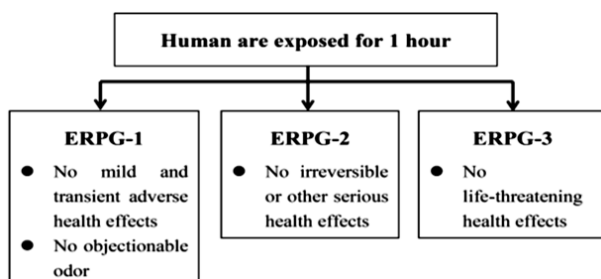 Human are exposed for 1 hour
ERPG-1
● No mild and
transient adverse
health effects
● No objectionable
odor
ERPG-2
● No irreversible
or other serious
health effects
ERPG-3
● No
life-threatening
health effects